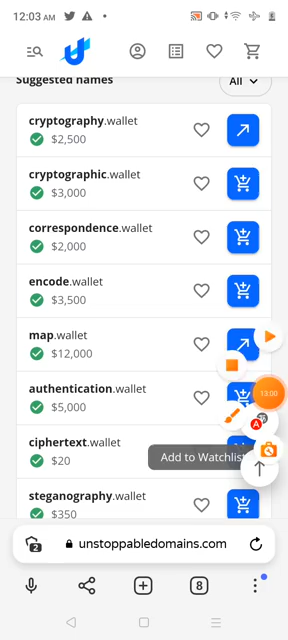 12:03 AM
Suggested names
All
cryptography.wallet
$2,500
cryptographic.wallet
$3,000
correspondence.wallet
$2,000
encode.wallet
$3,500
map.wallet
$12,000
authentication.wallet
$5,000
13:00
A
ciphertext.wallet
$20
Add to Watchlist
steganography.wallet
$350
2
unstoppabledomains.com
8